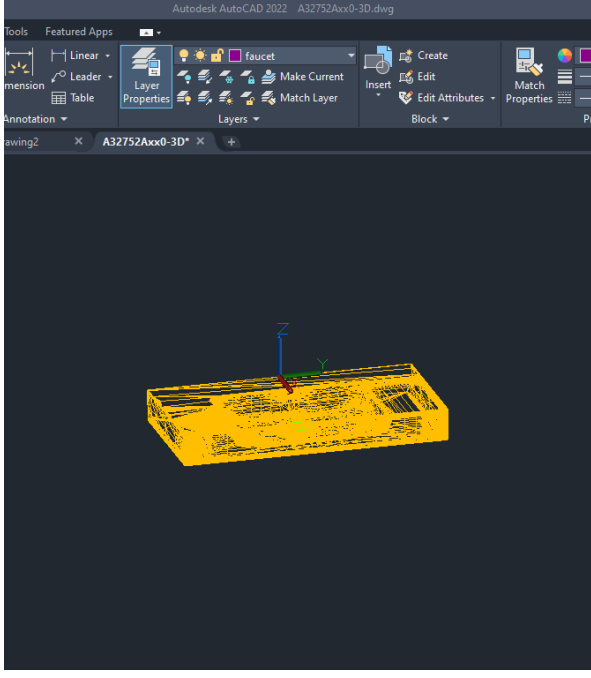 Autodesk AutoCAD 2022 A32752Axx0-3D.dwg
Tools Featured Apps
Linear
faucet
Create
Leader
Make Current
Edit
mension
Layer
Properties
Insert
Match
Properties
Table
Match Layer
Edit Attributes
Annotation
Layers
Block
Pr
rawing2
A32752Axx0-3D*
Z
Y